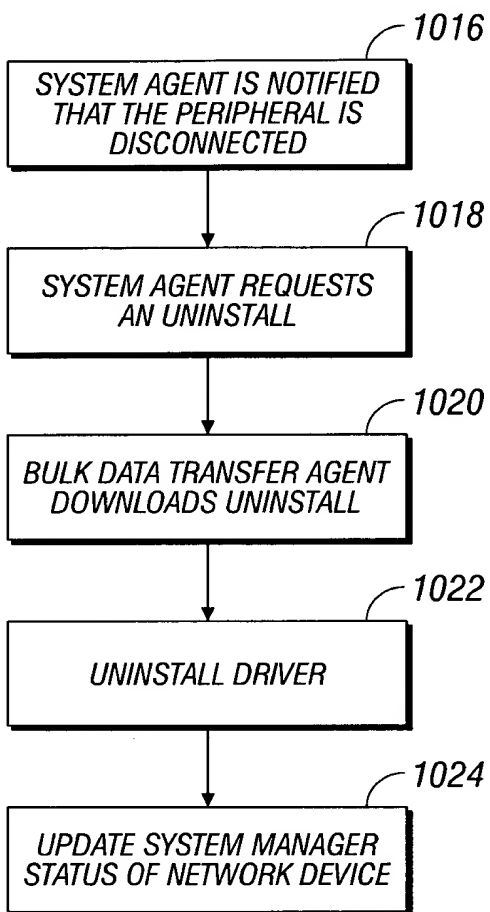 1016
SYSTEM AGENT IS NOTIFIED
THAT THE PERIPHERAL IS
DISCONNECTED
1018
SYSTEM AGENT REQUESTS
AN UNINSTALL
1020
BULK DATA TRANSFER AGENT
DOWNLOADS UNINSTALL
1022
UNINSTALL DRIVER
1024
UPDATE SYSTEM MANAGER
STATUS OF NETWORK DEVICE